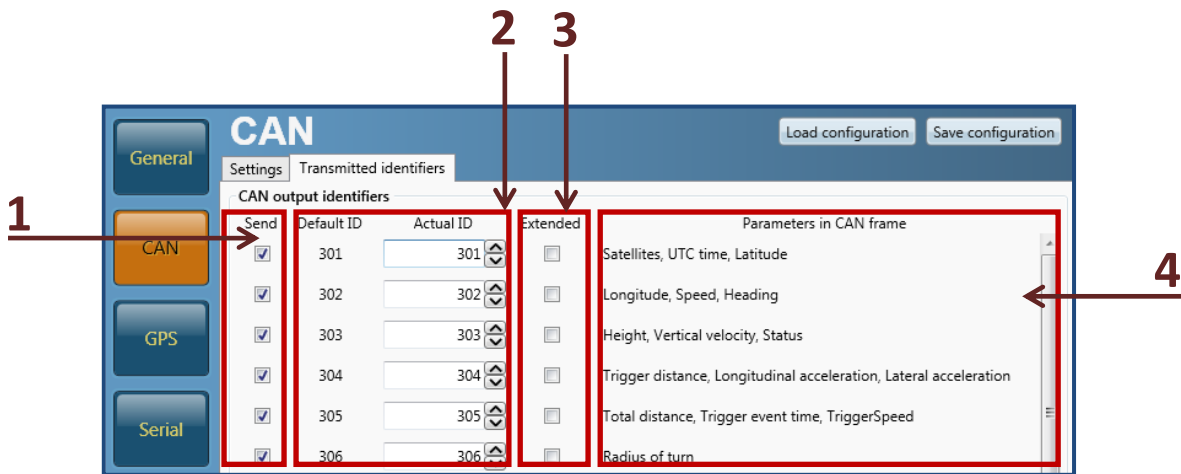 2 3
CAN
Load configuration Save configuration
General
Settings Transmitted identifiers
CAN output identifiers
1
Send Default ID Actual ID Extended Parameters in CAN frame
CAN
301 301 Satellites, UTC time, Latitude
4
302 302 Longitude, Speed, Heading
GPS
303 303 Height, Vertical velocity, Status
304 304 Trigger distance, Longitudinal acceleration, Lateral acceleration
Serial
305 305 Total distance, Trigger event time, TriggerSpeed
306 306 Radius of turn